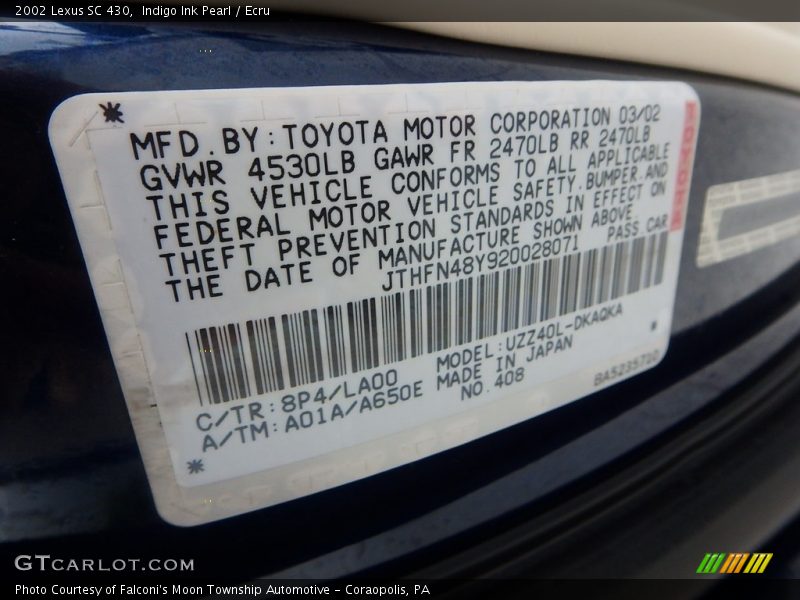 2002 Lexus SC 430, Indigo Ink Pearl / Ecru
MFD.BY:TOYOTA MOTOR CORPORATION 03/02
GVWR 4530LB GAWR FR 2470LB RR 2470LB
THIS VEHICLE CONFORMS TO ALL APPLICABLE
FEDERAL MOTOR VEHICLE SAFETY.BUMPER.AND
THEFT PREVENTION STANDARDS IN EFFECT ON
THE DATE OF MANUFACTURE SHOWN ABOVE.
JTHFN48Y920028071 PASS.CAR
C/TR:8P4/LA00 MODEL:UZZ40L-DKAQKA
A/TM:A01A/A650E MADE IN JAPAN
NO.408
BA5235710
GTCARLOT.COM
Photo Courtesy of Falconi's Moon Township Automotive - Coraopolis, PA